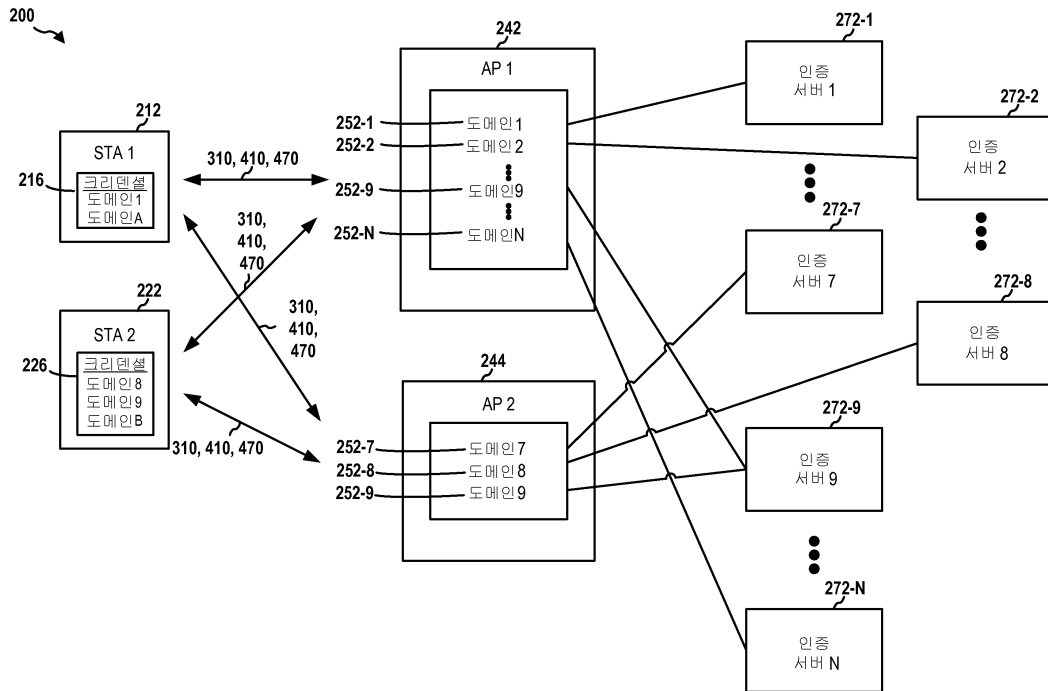 200
212
STA 1
216
크리덴셜
도메인1
도메인A
222
STA 2
226
크리덴셜
도메인8
도메인9
도메인B
310, 410, 470
310,
410,
470
310,
410,
470
310, 410, 470
242
AP 1
252-1
도메인1
252-2
도메인2
252-9
도메인9
252-N
도메인N
244
AP 2
252-7
도메인7
252-8
도메인8
252-9
도메인9
272-1
인증
서버 1
272-2
인증
서버 2
272-7
인증
서버 7
272-8
인증
서버 8
272-9
인증
서버 9
272-N
인증
서버 N